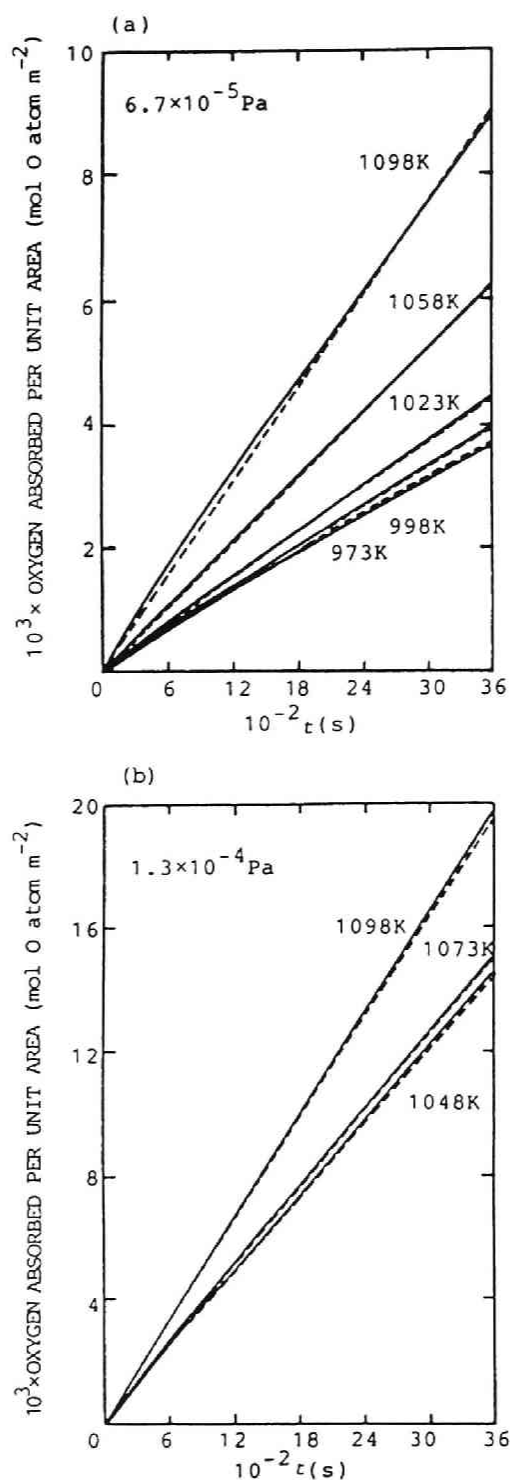 (a)
10³× OXYGEN ABSORBED PER UNIT AREA (mol O atom m⁻²)
10
8
6
4
2
6.7×10⁻⁵Pa
1098K
1058K
1023K
998K
973K
0 6 12 18 24 30 36
10⁻²t(s)
(b)
10³×OXYGEN ABSORBED PER UNIT AREA (mol O atom m⁻²)
20
16
12
8
4
1.3×10⁻⁴Pa
1098K
1073K
1048K
0 6 12 18 24 30 36
10⁻²t(s)